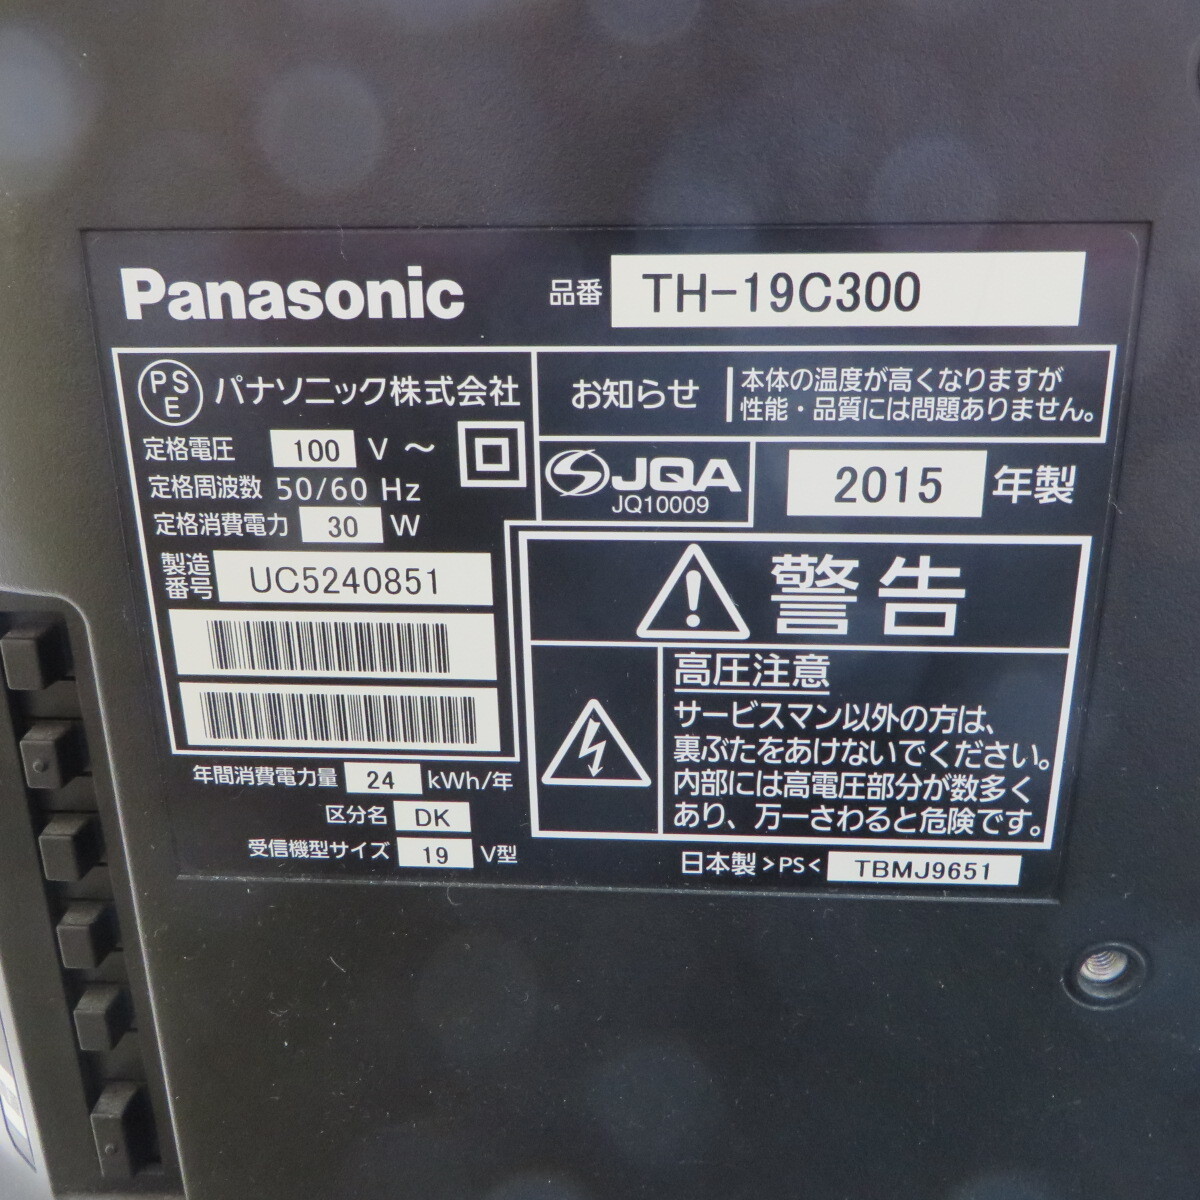 Panasonic
品番 TH-19C300
PS
E
パナソニック株式会社
定格電圧 100 V ～
定格周波数 50/60 Hz
定格消費電力 30 W
製造
番号 UC5240851
年間消費電力量 24 kWh/年
区分名 DK
受信機型サイズ 19 V型
お知らせ
本体の温度が高くなりますが
性能・品質には問題ありません。
JQA
JQ10009
2015 年製
警告
高圧注意
サービスマン以外の方は、
裏ぶたをあけないでください。
内部には高電圧部分が数多く
あり、万一さわると危険です。
日本製 >PS< TBMJ9651